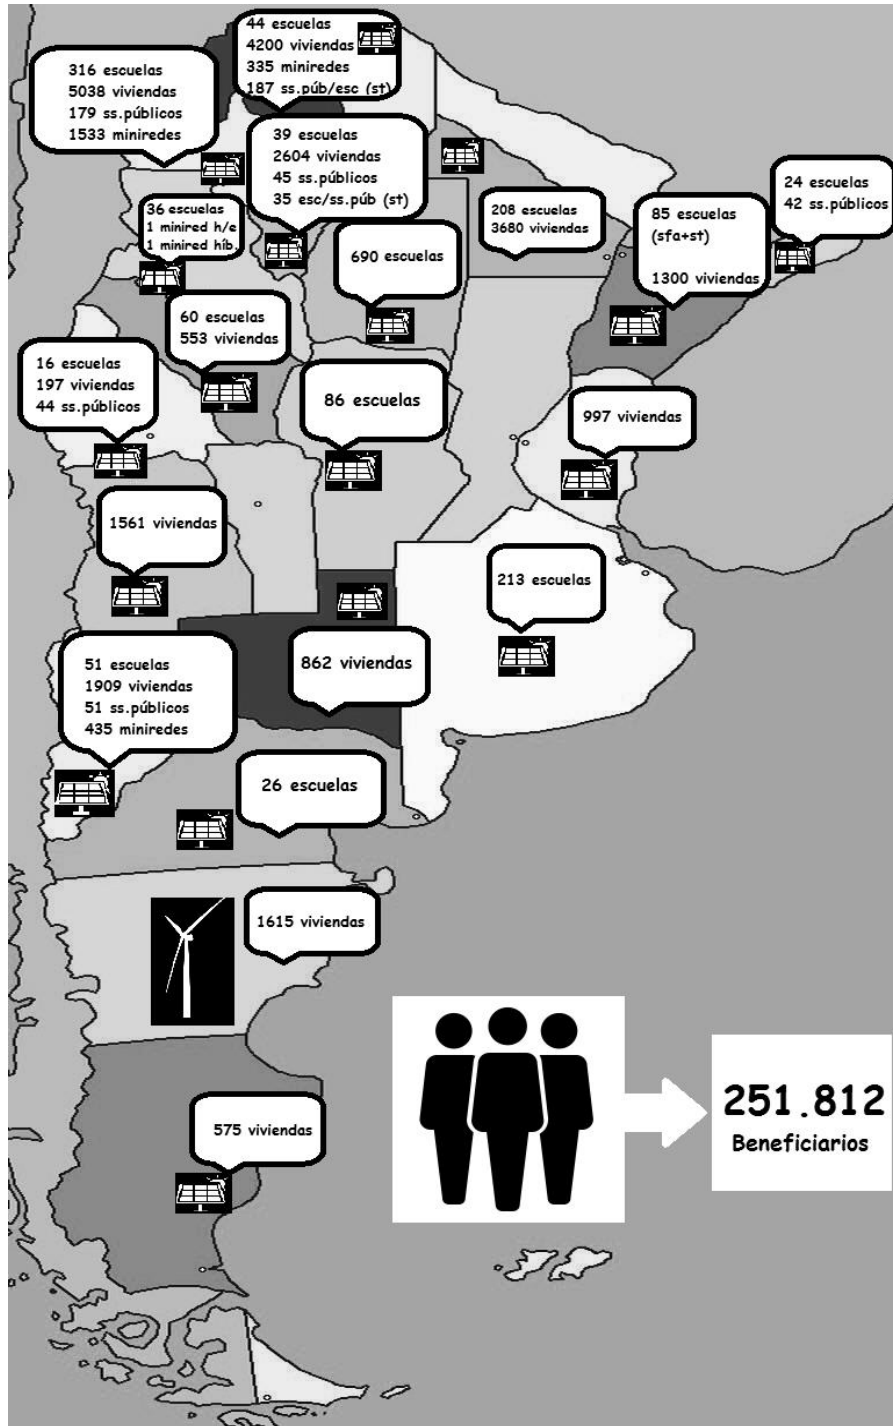 44 escuelas
4200 viviendas
335 miniredes
187 ss.púb/esc (st)
316 escuelas
5038 viviendas
179 ss.públicos
1533 miniredes
39 escuelas
2604 viviendas
45 ss.públicos
35 esc/ss.púb (st)
24 escuelas
42 ss.públicos
36 escuelas
1 minired h/e
1 minired híb.
208 escuelas
3680 viviendas
85 escuelas
(sfa+st)
1300 viviendas
690 escuelas
60 escuelas
553 viviendas
16 escuelas
197 viviendas
44 ss.públicos
86 escuelas
997 viviendas
1561 viviendas
213 escuelas
51 escuelas
1909 viviendas
51 ss.públicos
435 miniredes
862 viviendas
26 escuelas
1615 viviendas
575 viviendas
251.812
Beneficiarios